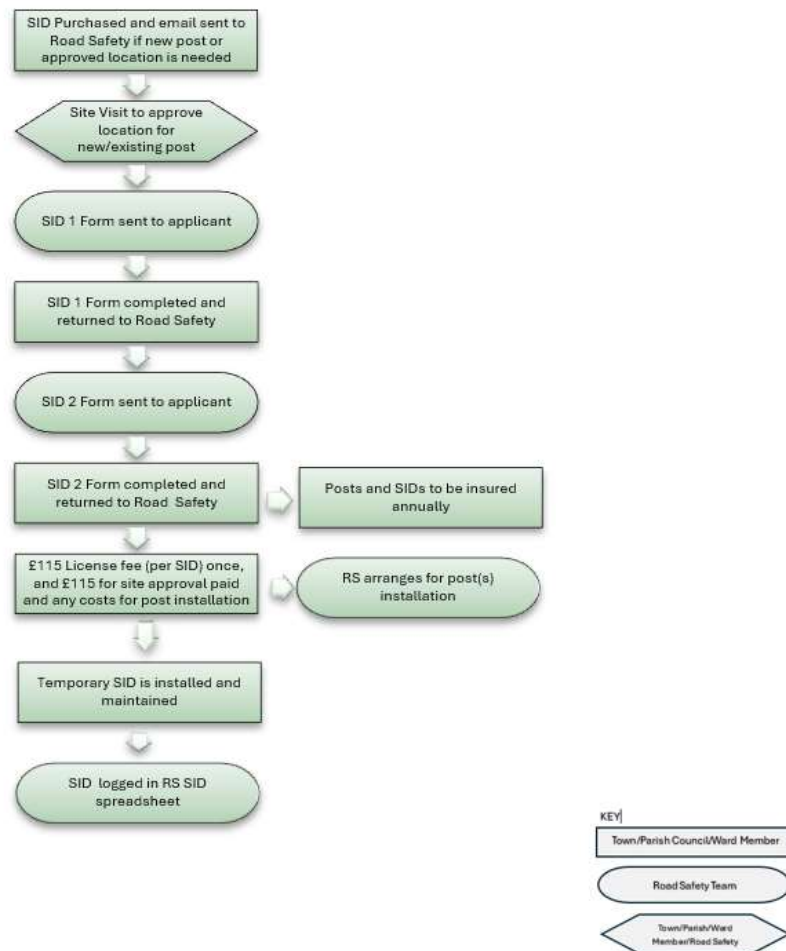 SID Purchased and email sent to
Road Safety if new post or
approved location is needed
Site Visit to approve
location for
new/existing post
SID 1 Form sent to applicant
SID 1 Form completed and
returned to Road Safety
SID 2 Form sent to applicant
SID 2 Form completed and
returned to Road Safety
Posts and SIDs to be insured
annually
£115 License fee (per SID) once,
and £115 for site approval paid
and any costs for post installation
RS arranges for post(s)
installation
Temporary SID is installed and
maintained
SID logged in RS SID
spreadsheet
KEY
Town/Parish Council/Ward Member
Road Safety Team
Town/Parish/Ward
Member/Road Safety